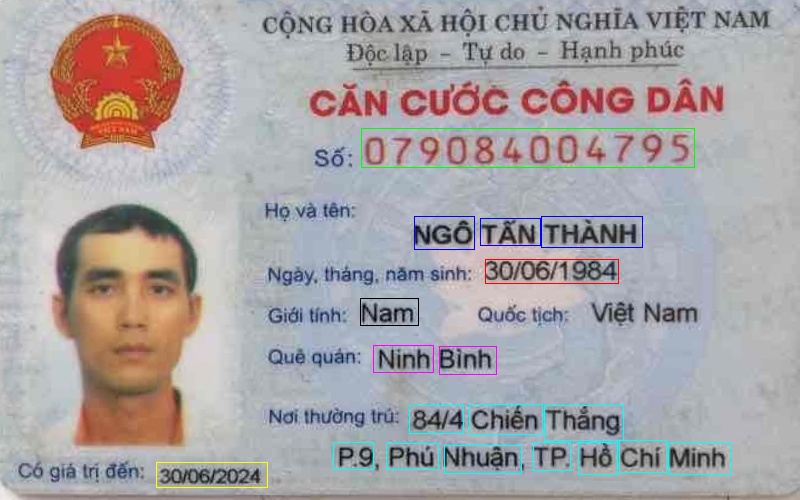 CỘNG HÒA XÃ HỘI CHỦ NGHĨA VIỆT NAM
Độc lập - Tự do - Hạnh phúc
CĂN CƯỚC CÔNG DÂN
Số: 079084004795
Họ và tên:
NGÔ TẤN THÀNH
Ngày, tháng, năm sinh: 30/06/1984
Giới tính: Nam Quốc tịch: Việt Nam
Quê quán: Ninh Bình
Nơi thường trú: 84/4 Chiến Thắng
P.9, Phú Nhuận, TP. Hồ Chí Minh
Có giá trị đến: 30/06/2024
VIỆT NAM